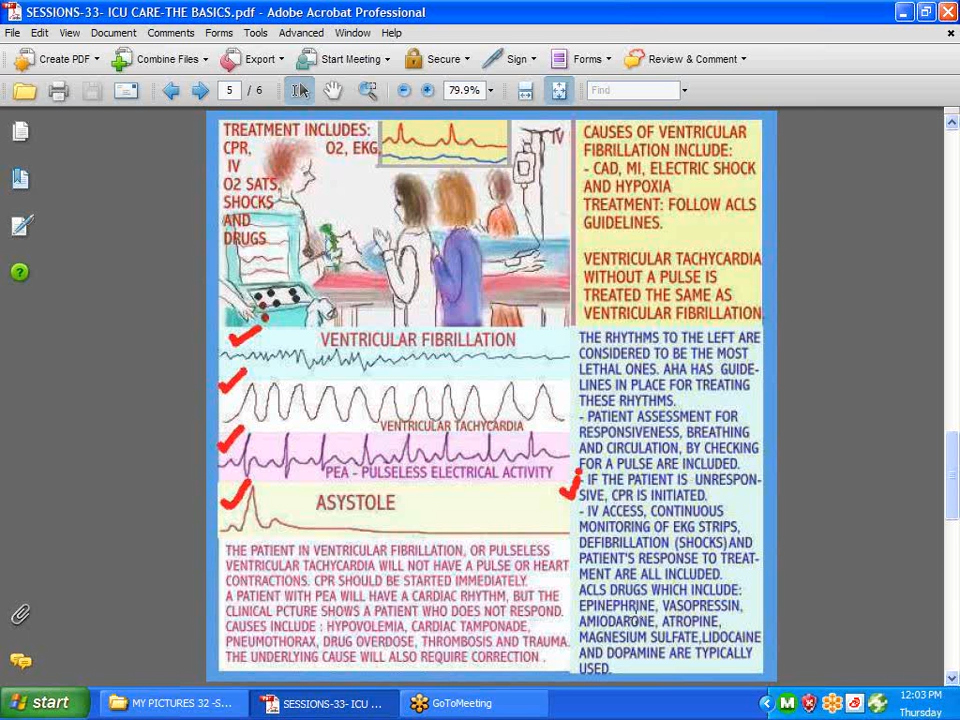 SESSIONS-33- ICU CARE-THE BASICS.pdf - Adobe Acrobat Professional
File Edit View Document Comments Forms Tools Advanced Window Help
Create PDF Combine Files Export Start Meeting Secure Sign Forms Review & Comment
5 / 6 79.9% Find
TREATMENT INCLUDES:
CPR, O2, EKG,
IV
O2 SATS,
SHOCKS
AND
DRUGS
IV
CAUSES OF VENTRICULAR
FIBRILLATION INCLUDE:
- CAD, MI, ELECTRIC SHOCK
AND HYPOXIA
TREATMENT: FOLLOW ACLS
GUIDELINES.
VENTRICULAR TACHYCARDIA
WITHOUT A PULSE IS
TREATED THE SAME AS
VENTRICULAR FIBRILLATION.
VENTRICULAR FIBRILLATION
VENTRICULAR TACHYCARDIA
PEA - PULSELESS ELECTRICAL ACTIVITY
ASYSTOLE
THE PATIENT IN VENTRICULAR FIBRILLATION, OR PULSELESS
VENTRICULAR TACHYCARDIA WILL NOT HAVE A PULSE OR HEART
CONTRACTIONS. CPR SHOULD BE STARTED IMMEDIATELY.
A PATIENT WITH PEA WILL HAVE A CARDIAC RHYTHM, BUT THE
CLINICAL PCTURE SHOWS A PATIENT WHO DOES NOT RESPOND.
CAUSES INCLUDE : HYPOVOLEMIA, CARDIAC TAMPONADE,
PNEUMOTHORAX, DRUG OVERDOSE, THROMBOSIS AND TRAUMA.
THE UNDERLYING CAUSE WILL ALSO REQUIRE CORRECTION .
THE RHYTHMS TO THE LEFT ARE
CONSIDERED TO BE THE MOST
LETHAL ONES. AHA HAS GUIDE-
LINES IN PLACE FOR TREATING
THESE RHYTHMS.
- PATIENT ASSESSMENT FOR
RESPONSIVENESS, BREATHING
AND CIRCULATION, BY CHECKING
FOR A PULSE ARE INCLUDED.
- IF THE PATIENT IS UNRESPON-
SIVE, CPR IS INITIATED.
- IV ACCESS, CONTINUOUS
MONITORING OF EKG STRIPS,
DEFIBRILLATION (SHOCKS) AND
PATIENT'S RESPONSE TO TREAT-
MENT ARE ALL INCLUDED.
ACLS DRUGS WHICH INCLUDE:
EPINEPHRINE, VASOPRESSIN,
AMIODARONE, ATROPINE,
MAGNESIUM SULFATE,LIDOCAINE
AND DOPAMINE ARE TYPICALLY
USED.
start MY PICTURES 32 -S... SESSIONS-33- ICU ... GoToMeeting 12:03 PM
Thursday